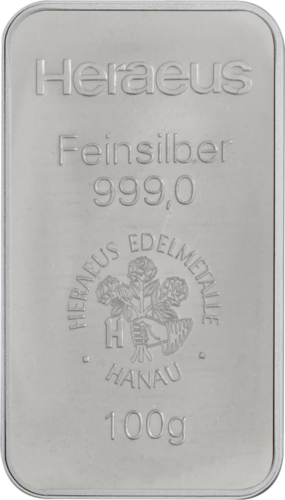 Heraeus
Feinsilber
999,0
HERAEUS EDELMETALLE
H
· HANAU ·
100g